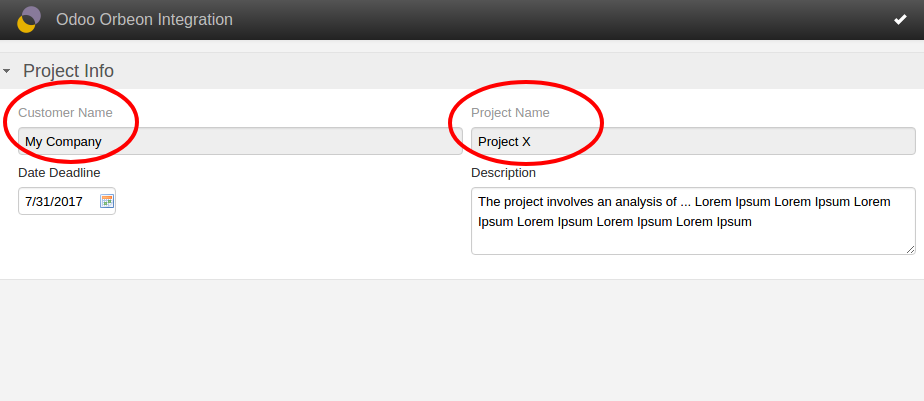 Odoo Orbeon Integration
Project Info
Customer Name
Project Name
My Company
Project X
Date Deadline
Description
7/31/2017
The project involves an analysis of ... Lorem Ipsum Lorem Ipsum Lorem
Ipsum Lorem Ipsum Lorem Ipsum Lorem Ipsum